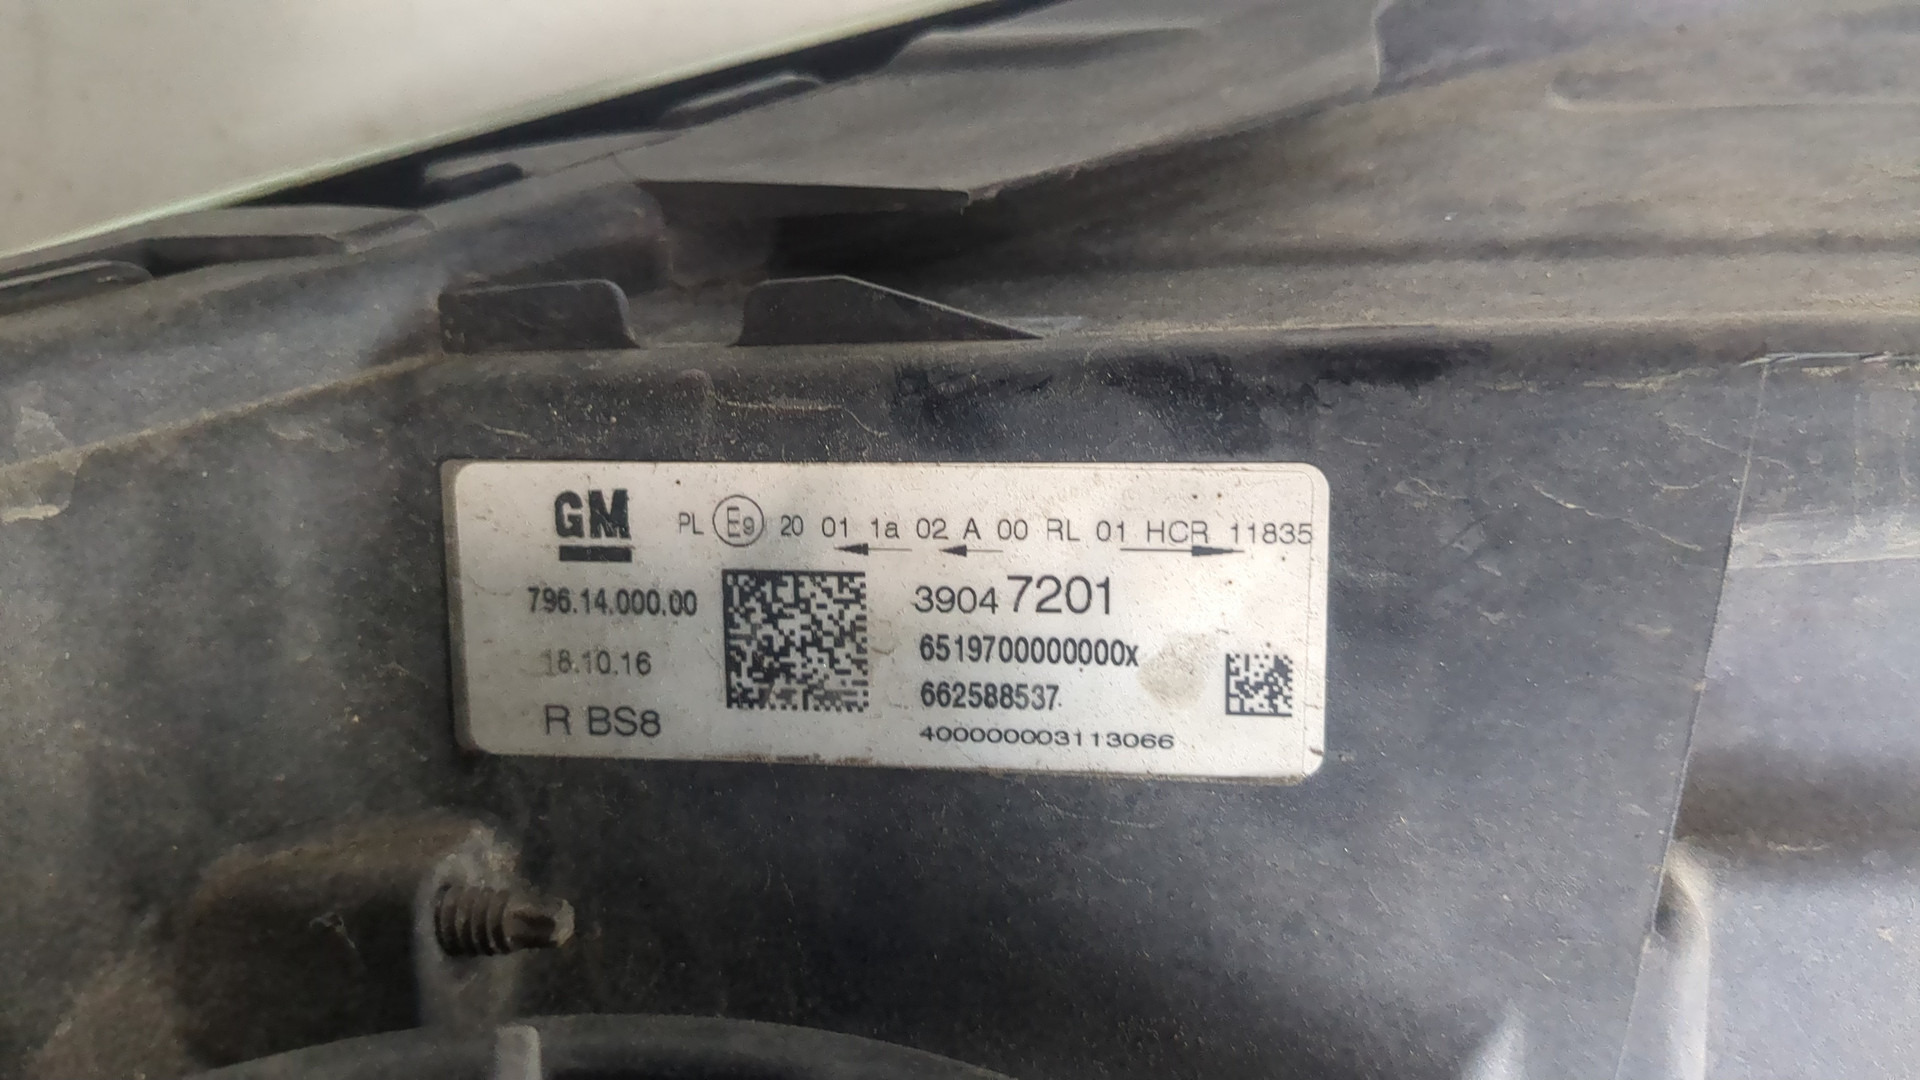 GM
PL E9 20 01 1a 02 A 00 RL 01 HCR 11835
796.14.000.00
39047201
18.10.16
6519700000000x
662588537
R BS8
400000003113066